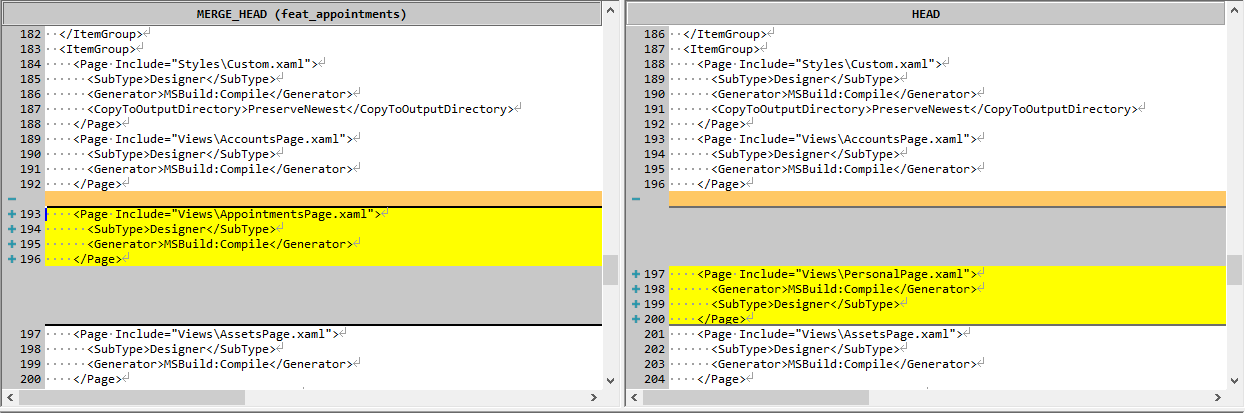 MERGE_HEAD (feat_appointments)
182 </ItemGroup>
183 <ItemGroup>
184 <Page Include="Styles\Custom.xaml">
185 <SubType>Designer</SubType>
186 <Generator>MSBuild:Compile</Generator>
187 <CopyToOutputDirectory>PreserveNewest</CopyToOutputDirectory>
188 </Page>
189 <Page Include="Views\AccountsPage.xaml">
190 <SubType>Designer</SubType>
191 <Generator>MSBuild:Compile</Generator>
192 </Page>
193 <Page Include="Views\AppointmentsPage.xaml">
194 <SubType>Designer</SubType>
195 <Generator>MSBuild:Compile</Generator>
196 </Page>
197 <Page Include="Views\AssetsPage.xaml">
198 <SubType>Designer</SubType>
199 <Generator>MSBuild:Compile</Generator>
200 </Page>
HEAD
186 </ItemGroup>
187 <ItemGroup>
188 <Page Include="Styles\Custom.xaml">
189 <SubType>Designer</SubType>
190 <Generator>MSBuild:Compile</Generator>
191 <CopyToOutputDirectory>PreserveNewest</CopyToOutputDirectory>
192 </Page>
193 <Page Include="Views\AccountsPage.xaml">
194 <SubType>Designer</SubType>
195 <Generator>MSBuild:Compile</Generator>
196 </Page>
197 <Page Include="Views\PersonalPage.xaml">
198 <Generator>MSBuild:Compile</Generator>
199 <SubType>Designer</SubType>
200 </Page>
201 <Page Include="Views\AssetsPage.xaml">
202 <SubType>Designer</SubType>
203 <Generator>MSBuild:Compile</Generator>
204 </Page>